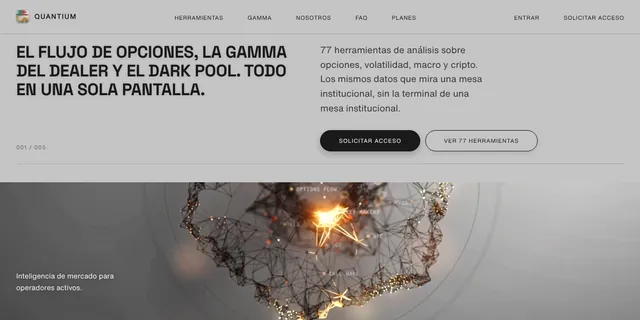 QUANTIUM
HERRAMIENTAS
GAMMA
NOSOTROS
FAQ
PLANES
ENTRAR
SOLICITAR ACCESO
EL FLUJO DE OPCIONES, LA GAMMA
DEL DEALER Y EL DARK POOL. TODO
EN UNA SOLA PANTALLA.
77 herramientas de análisis sobre
opciones, volatilidad, macro y cripto.
Los mismos datos que mira una mesa
institucional, sin la terminal de una
mesa institucional.
001 / 005
SOLICITAR ACCESO
VER 77 HERRAMIENTAS
OPTIONS FLOW
Inteligencia de mercado para
operadores activos.